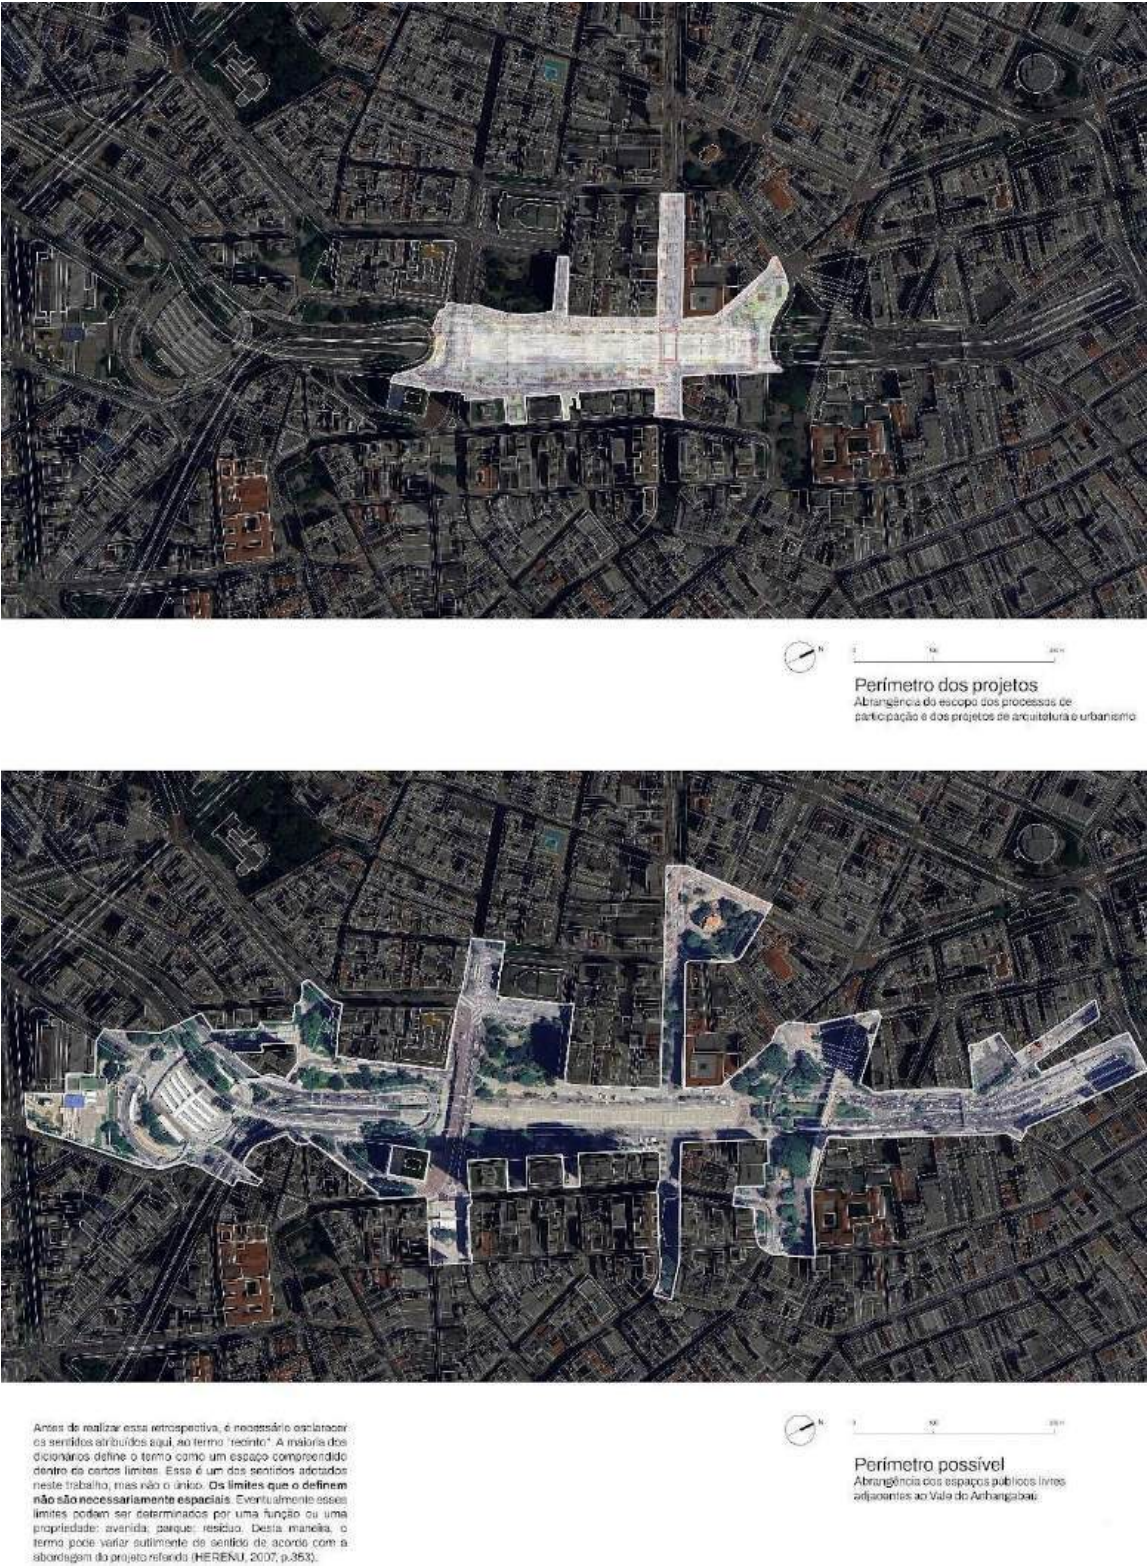 N
0
Perímetro dos projetos
Abrangência do escopo dos processos de
participação e dos projetos de arquitetura e urbanismo
Antes de realizar essa retrospectiva, é necessário esclarecer
os sentidos atribuídos aqui, ao termo "recinto". A maioria dos
dicionários define o termo como um espaço compreendido
dentro de certos limites. Esse é um dos sentidos adotados
neste trabalho, mas não o único. Os limites que o definem
não são necessariamente espaciais. Eventualmente esses
limites podem ser determinados por uma função ou uma
propriedade: avenida; parque; resíduo. Desta maneira, o
termo pode variar sutilmente de sentido de acordo com a
abordagem do projeto referido (HEREÑÚ, 2007, p.353).
N
0
Perímetro possível
Abrangência dos espaços públicos livres
adjacentes ao Vale do Anhangabaú